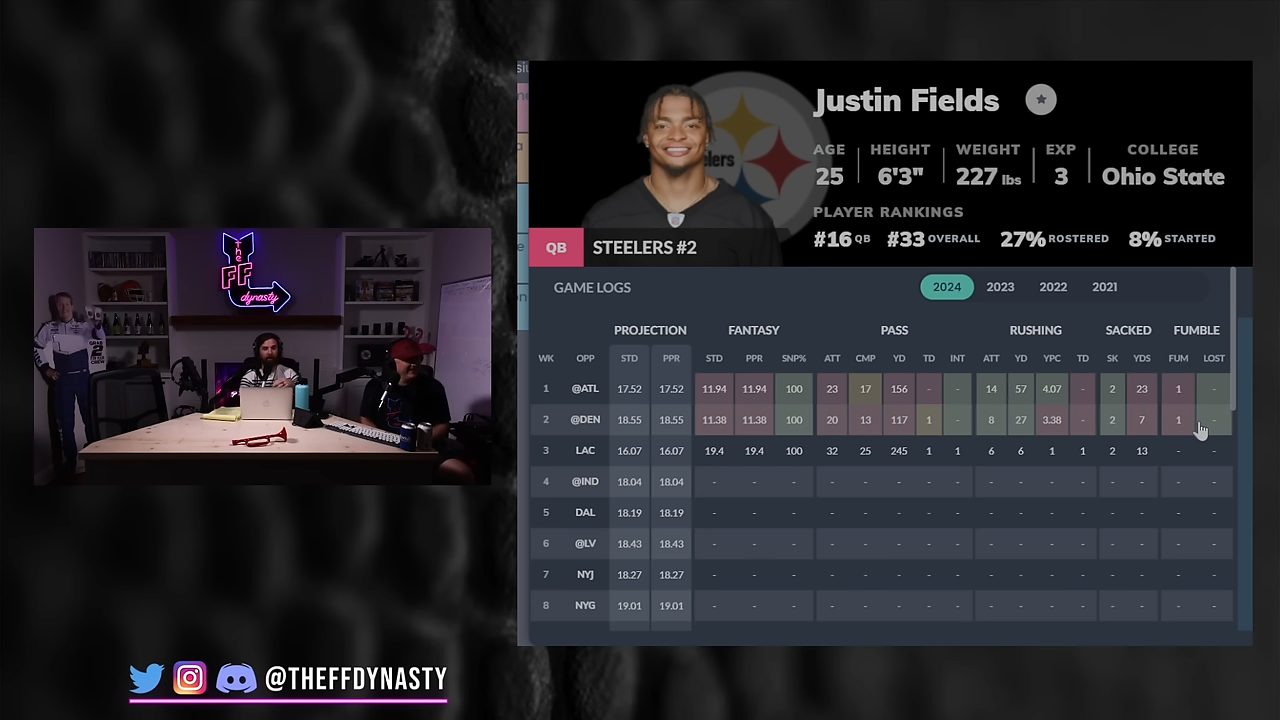 Justin Fields
AGE HEIGHT WEIGHT EXP COLLEGE
25 6'3" 227 lbs 3 Ohio State
PLAYER RANKINGS
#16 QB #33 OVERALL 27% ROSTERED 8% STARTED
QB STEELERS #2
GAME LOGS 2024 2023 2022 2021
PROJECTION FANTASY PASS RUSHING SACKED FUMBLE
WK OPP STD PPR STD PPR SNP% ATT CMP YD TD INT ATT YD YPC TD SK YDS FUM LOST
1 @ATL 17.52 17.52 11.94 11.94 100 23 17 156 - - 14 57 4.07 - 2 23 1 -
2 @DEN 18.55 18.55 11.38 11.38 100 20 13 117 1 - 8 27 3.38 - 2 7 1 -
3 LAC 16.07 16.07 19.4 19.4 100 32 25 245 1 1 6 6 1 1 2 13 - -
4 @IND 18.04 18.04 - - - - - - - - - - - - - - - -
5 DAL 18.19 18.19 - - - - - - - - - - - - - - - -
6 @LV 18.43 18.43 - - - - - - - - - - - - - - - -
7 NYJ 18.27 18.27 - - - - - - - - - - - - - - - -
8 NYG 19.01 19.01 - - - - - - - - - - - - - - - -
THE
FF
dynasty
@THEFFDYNASTY